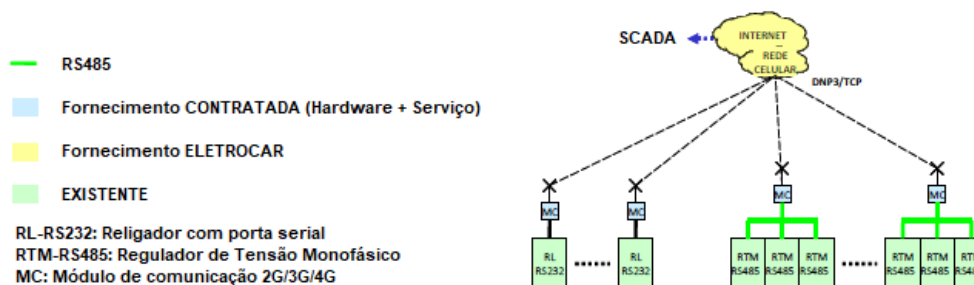 RS485
Fornecimento CONTRATADA (Hardware + Serviço)
Fornecimento ELETROCAR
EXISTENTE
RL-RS232: Religador com porta serial
RTM-RS485: Regulador de Tensão Monofásico
MC: Módulo de comunicação 2G/3G/4G
SCADA
INTERNET
–
REDE
CELULAR
DNP3/TCP
MC
MC
MC
MC
RL
RS232
RL
RS232
RTM
RS485
RTM
RS485
RTM
RS485
RTM
RS485
RTM
RS485
RTM
RS485